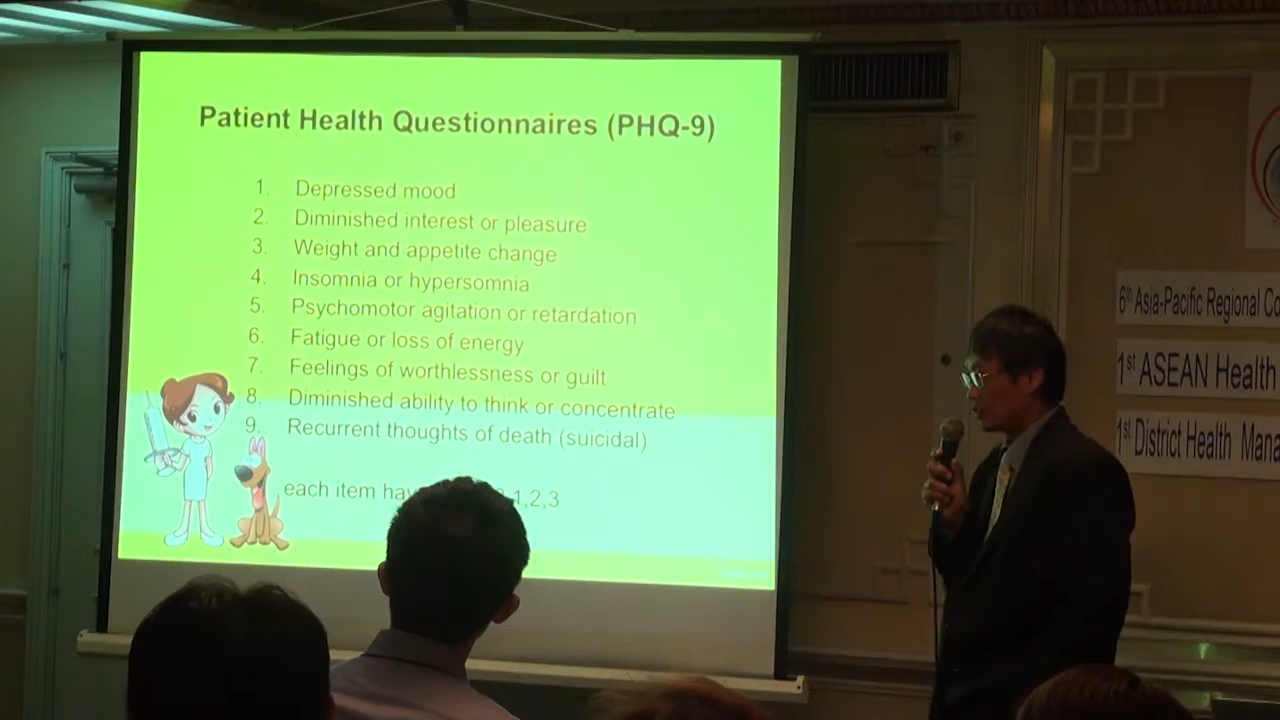 Patient Health Questionnaires (PHQ-9)
1. Depressed mood
2. Diminished interest or pleasure
3. Weight and appetite change
4. Insomnia or hypersomnia
5. Psychomotor agitation or retardation
6. Fatigue or loss of energy
7. Feelings of worthlessness or guilt
8. Diminished ability to think or concentrate
9. Recurrent thoughts of death (suicidal)
each item 1,2,3
6th Asia-Pacific Regional
1st ASEAN Health
1st District Health